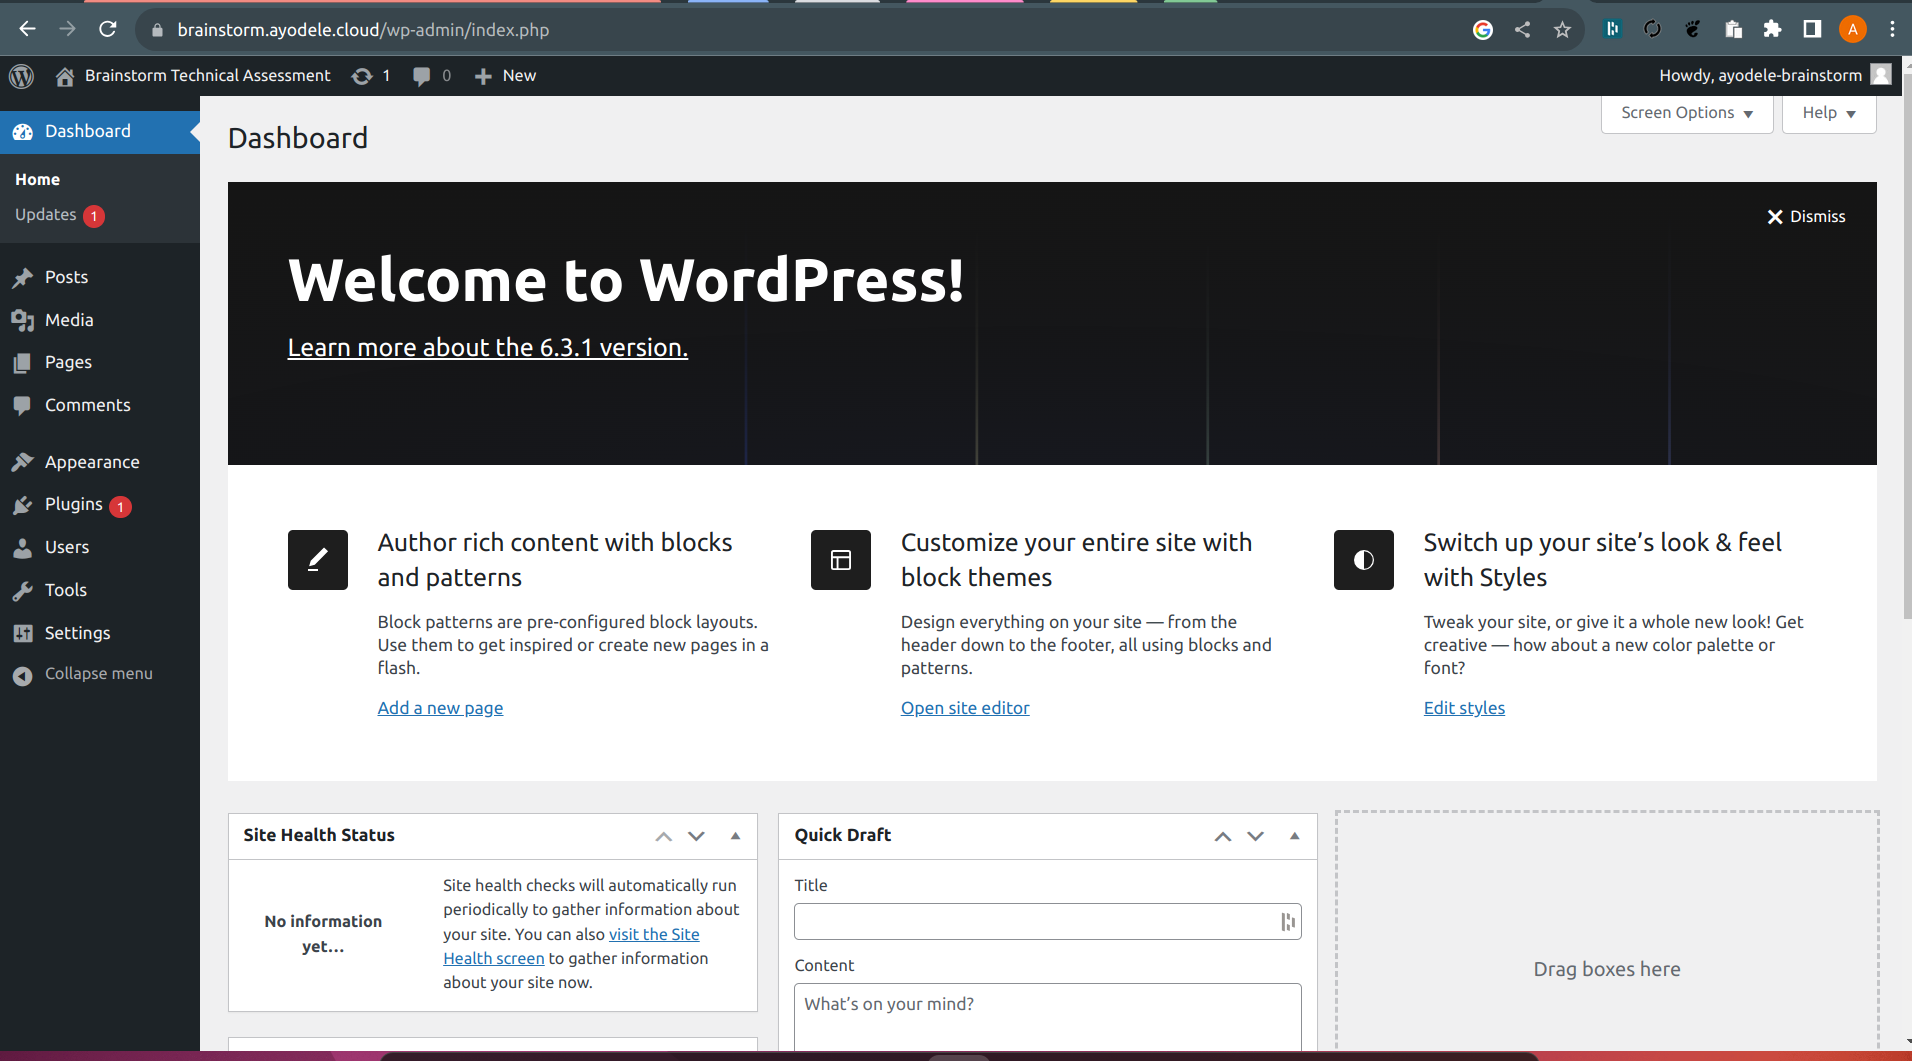 brainstorm.ayodele.cloud/wp-admin/index.php
A
Brainstorm Technical Assessment 1 0 New
Howdy, ayodele-brainstorm
Dashboard
Home
Updates 1
Posts
Media
Pages
Comments
Appearance
Plugins 1
Users
Tools
Settings
Collapse menu
Dashboard
Screen Options
Help
Dismiss
Welcome to WordPress!
Learn more about the 6.3.1 version.
Author rich content with blocks
and patterns
Block patterns are pre-configured block layouts.
Use them to get inspired or create new pages in a
flash.
Add a new page
Customize your entire site with
block themes
Design everything on your site — from the
header down to the footer, all using blocks and
patterns.
Open site editor
Switch up your site’s look & feel
with Styles
Tweak your site, or give it a whole new look! Get
creative — how about a new color palette or
font?
Edit styles
Site Health Status
No information
yet…
Site health checks will automatically run
periodically to gather information about
your site. You can also visit the Site
Health screen to gather information
about your site now.
Quick Draft
Title
Content
What’s on your mind?
Drag boxes here